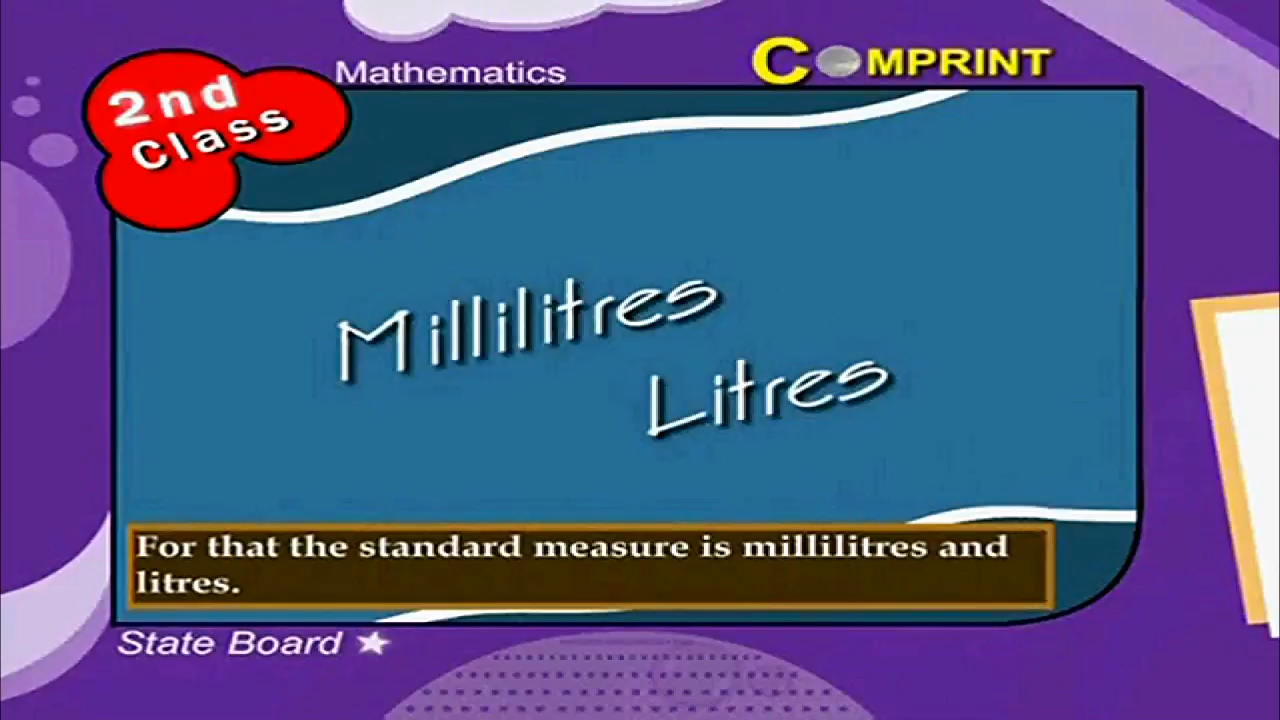 Mathematics
COMPRINT
2nd
Class
Millilitres
Litres
For that the standard measure is millilitres and
litres.
State Board